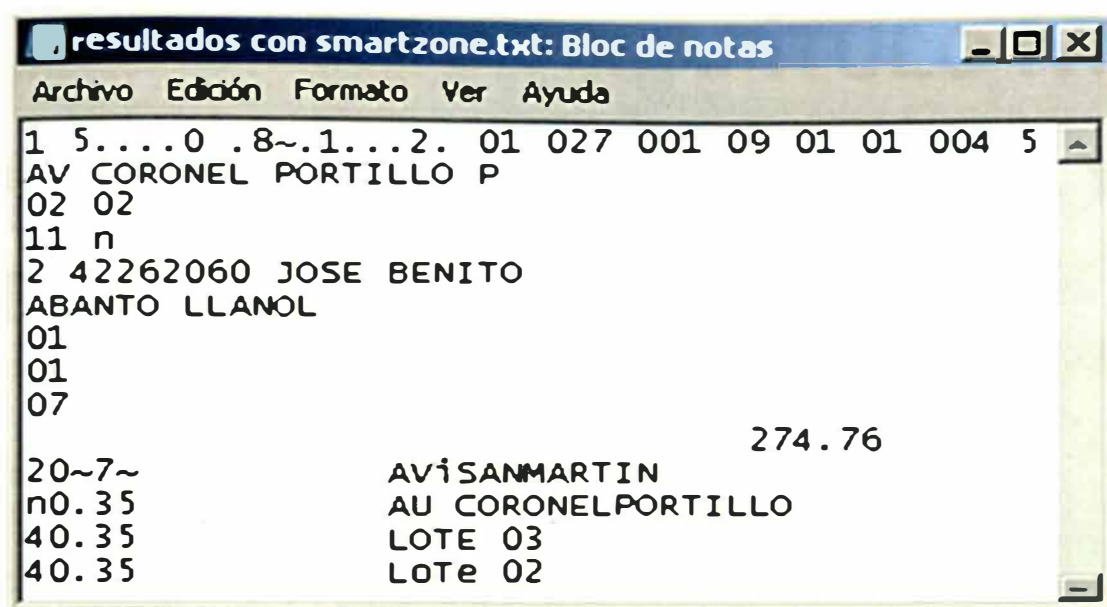 resultados con smartzone.txt: Bloc de notas
Archivo Edición Formato Ver Ayuda
1 5....0 .8~.1...2. 01 027 001 09 01 01 004 5
AV CORONEL PORTILLO P
02 02
11 n
2 42262060 JOSE BENITO
ABANTO LLANOL
01
01
07
274.76
20~7~ AViSANMARTIN
n0.35 AU CORONELPORTILLO
40.35 LOTE 03
40.35 LoTe 02